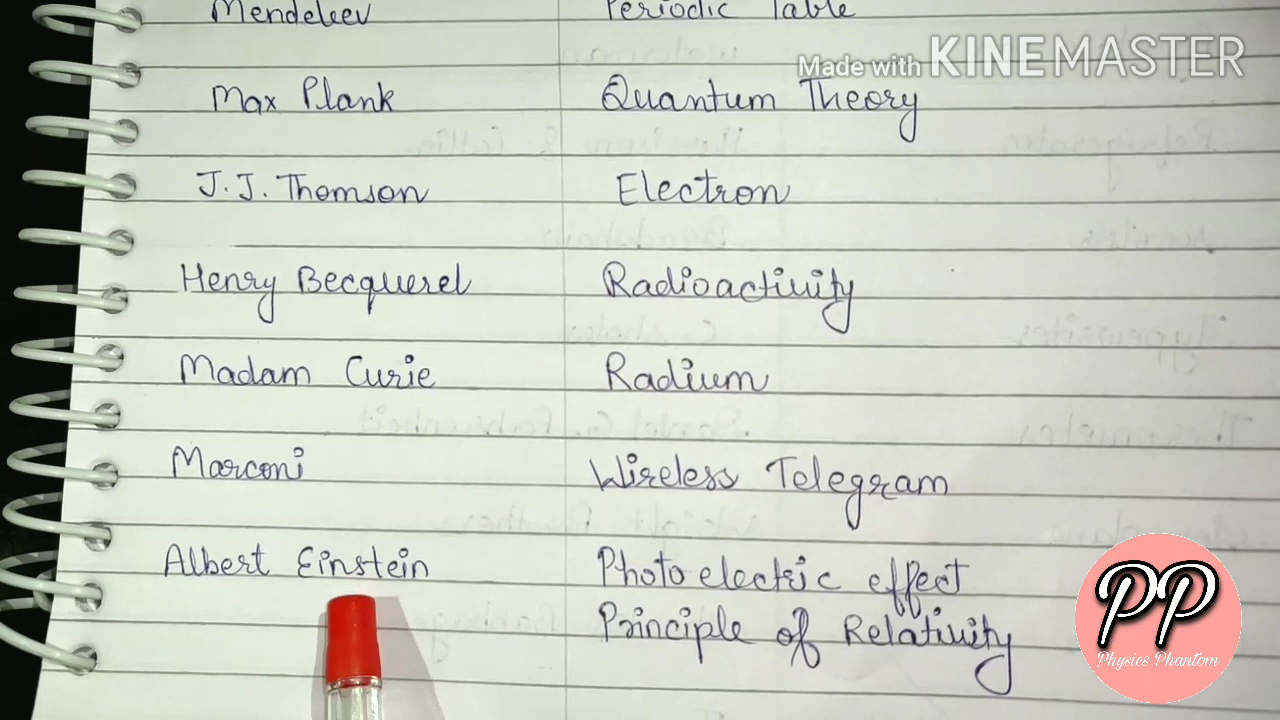 Mendeleev Periodic Table
Made with KINEMASTER
Max Plank Quantum Theory
J. J. Thomson Electron
Henry Becquerel Radioactivity
Madam Curie Radium
Marconi Wireless Telegram
Albert Einstein Photo electric effect
Principle of Relativity
PP
Physics Phantom